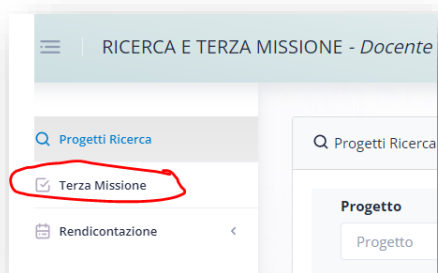 RICERCA E TERZA MISSIONE - Docente
Progetti Ricerca
Progetti Ricerca
Terza Missione
Progetto
Rendicontazione
Progetto